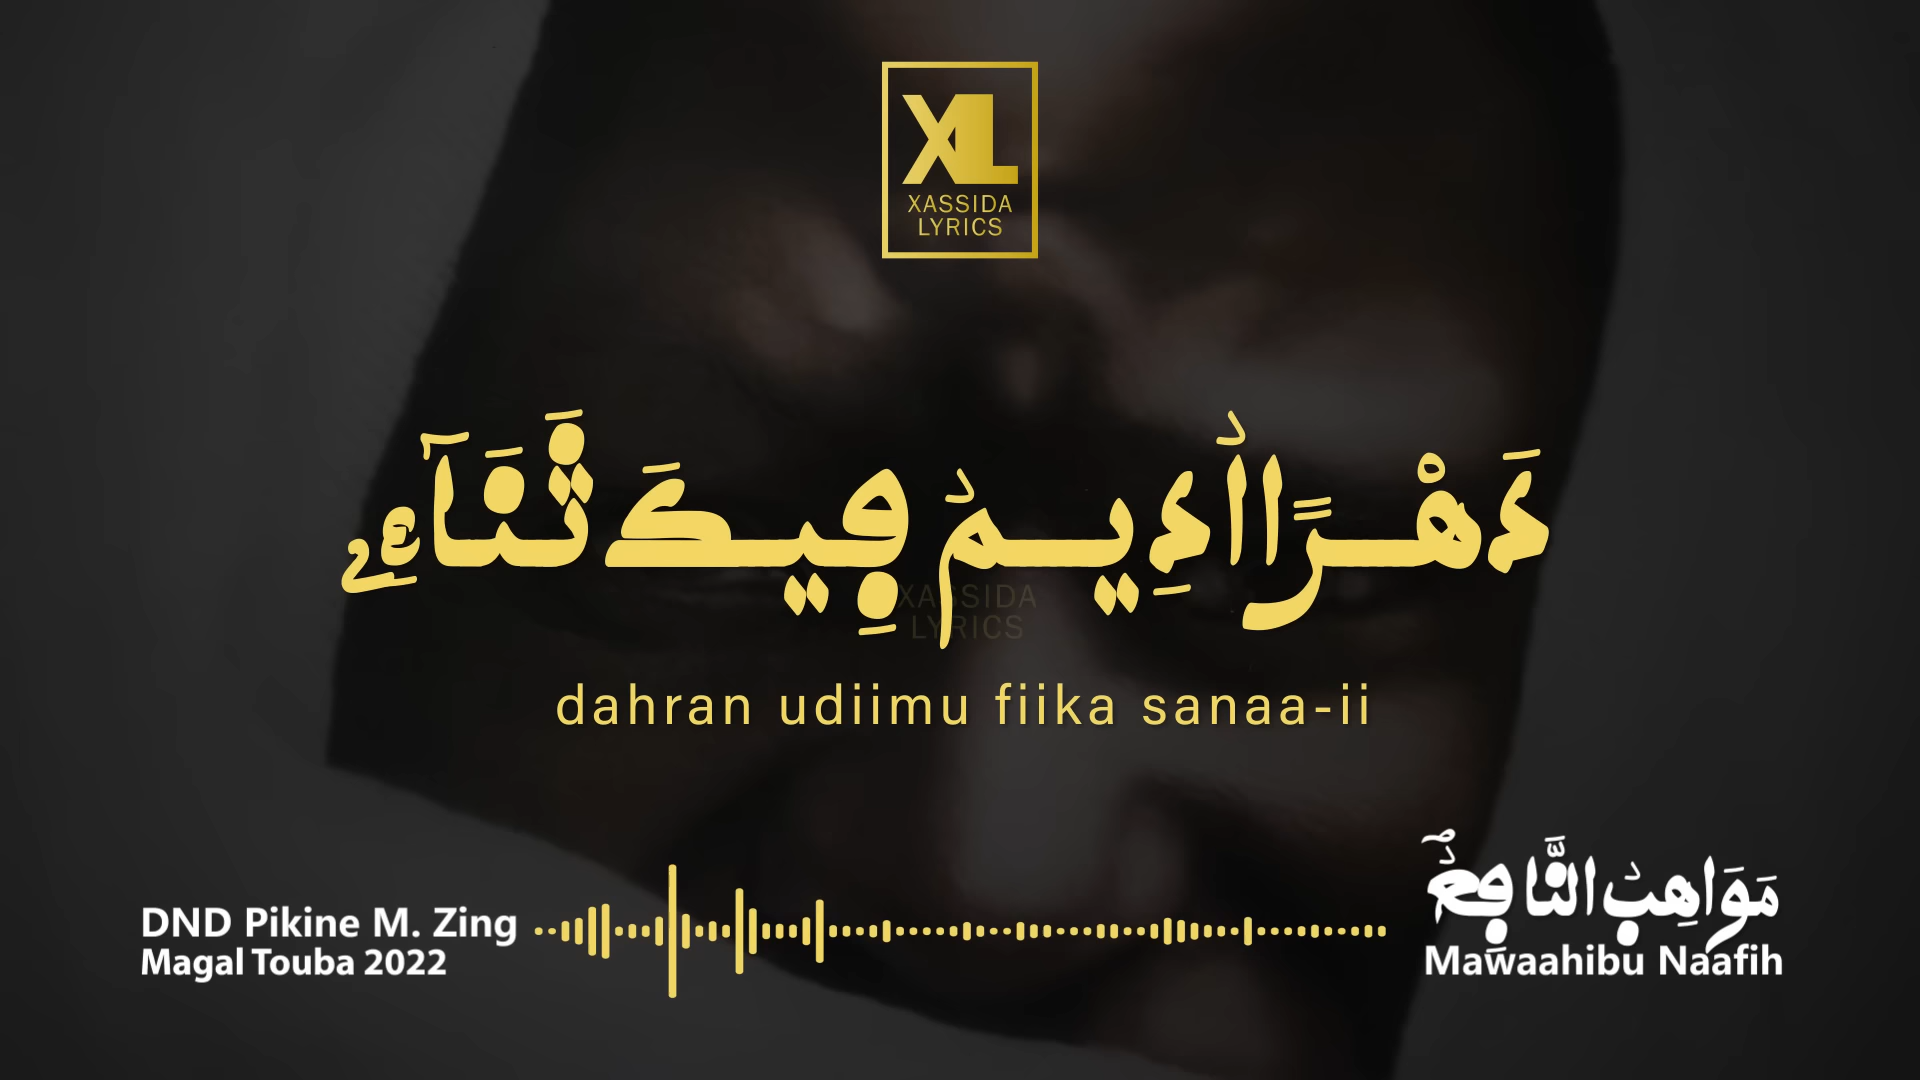 XL
XASSIDA
LYRICS
دَهْرًا اُدِيمُ فِيكَ ثَنَآءِے
XASSIDA
LYRICS
dahran udiimu fiika sanaa-ii
DND Pikine M. Zing
Magal Touba 2022
مَوَاهِبُ النَّافِعُ
Mawaahibu Naafih